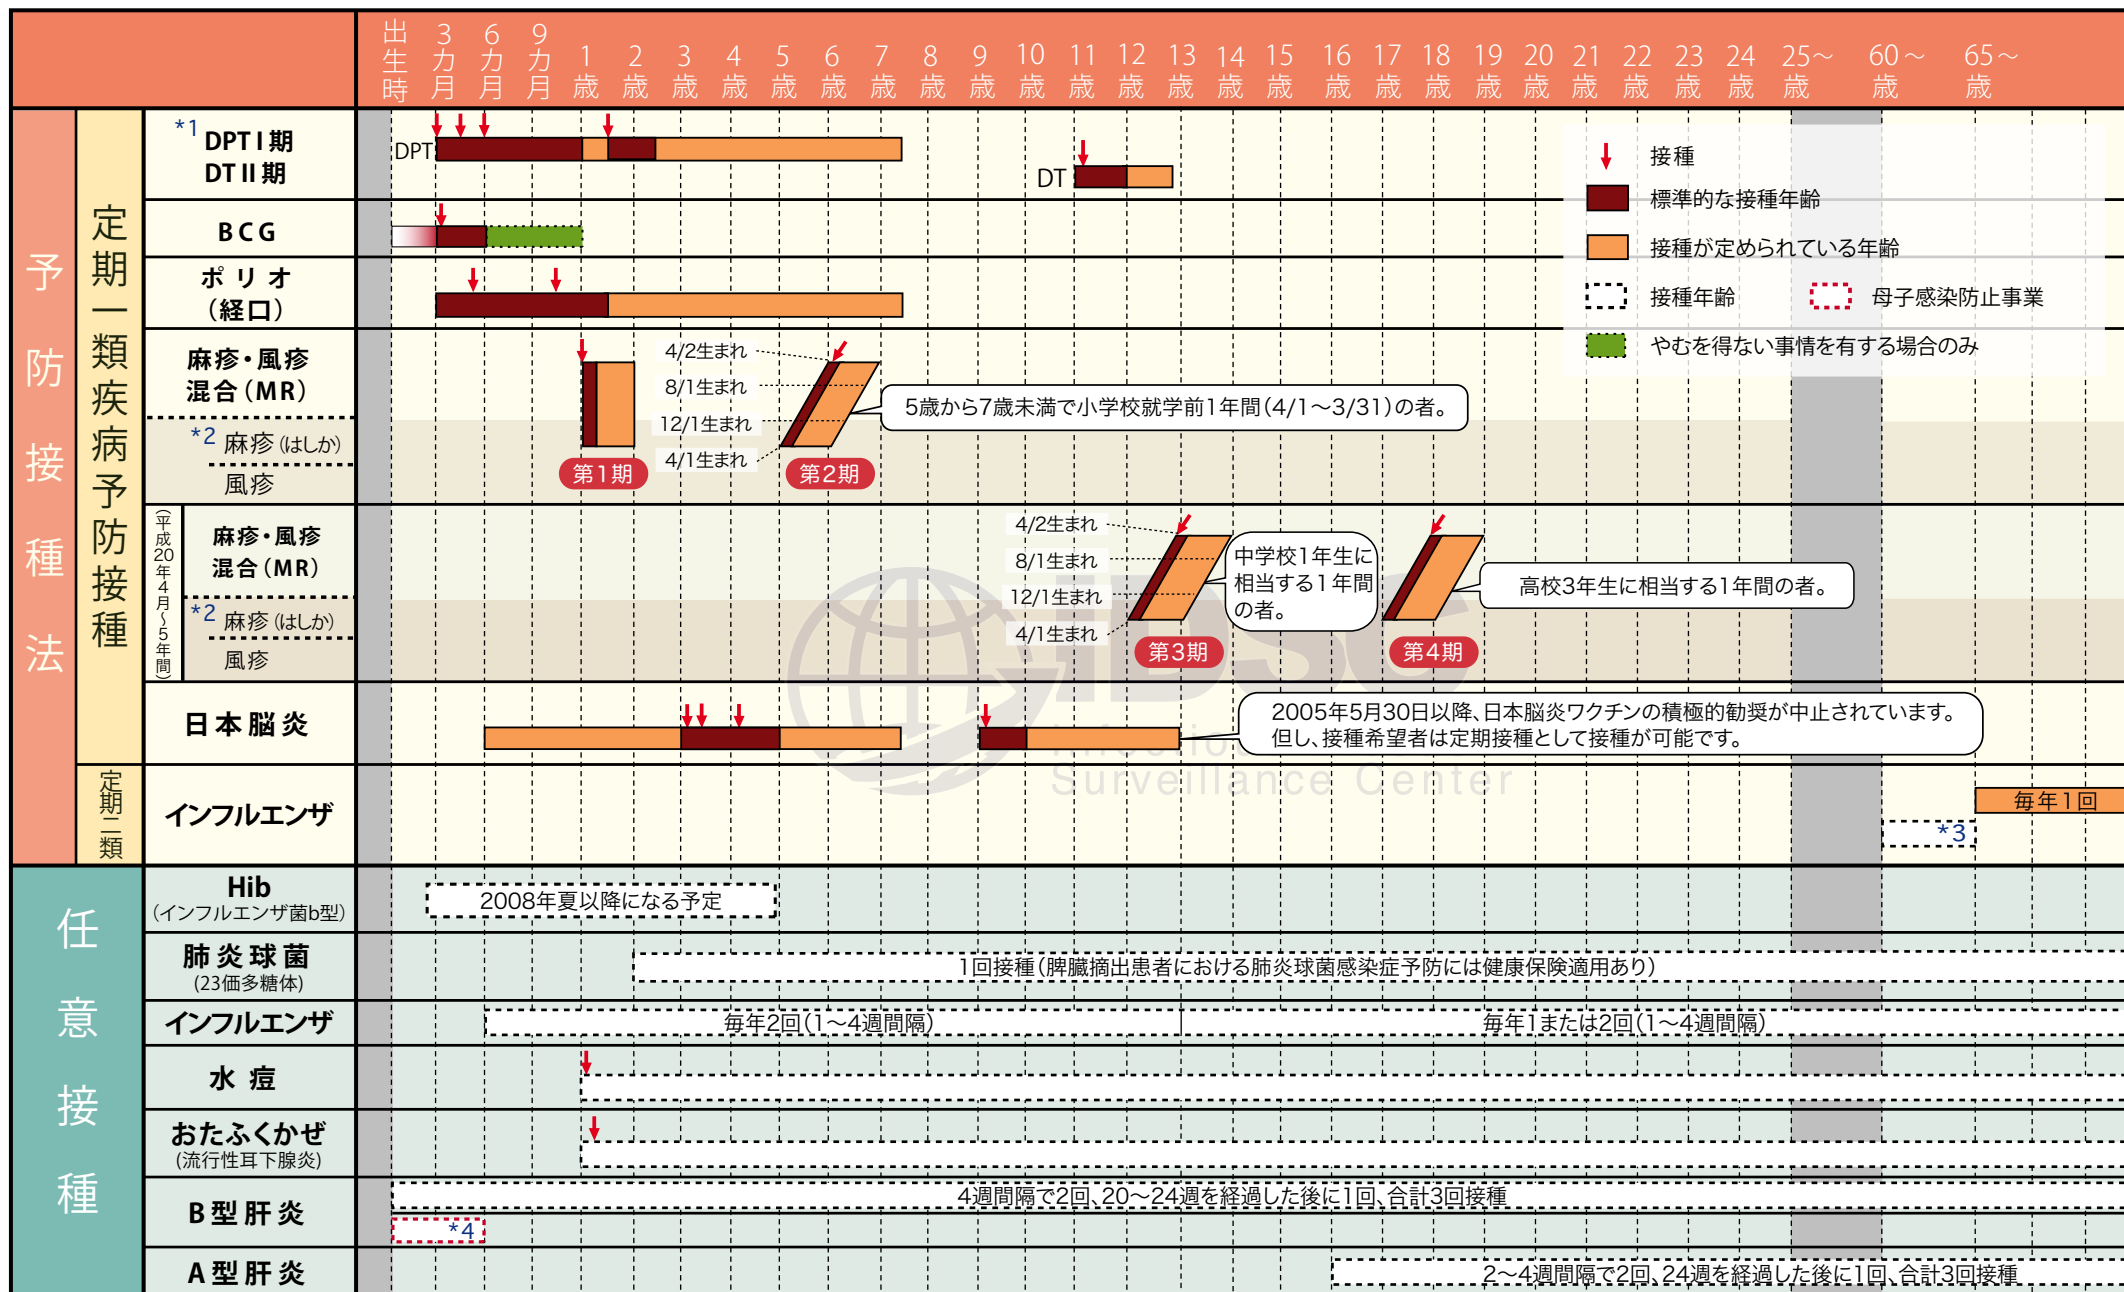 出生時
3カ月
6カ月
9カ月
1歳
2歳
3歳
4歳
5歳
6歳
7歳
8歳
9歳
10歳
11歳
12歳
13歳
14歳
15歳
16歳
17歳
18歳
19歳
20歳
21歳
22歳
23歳
24歳
25～歳
60～歳
65～歳
予防接種法
定期一類疾病予防接種
*1 DPT I 期
DT II 期
DPT
DT
接種
標準的な接種年齢
接種が定められている年齢
接種年齢
母子感染防止事業
やむを得ない事情を有する場合のみ
BCG
ポリオ
（経口）
麻疹・風疹
混合（MR）
*2 麻疹（はしか）
風疹
4/2生まれ
8/1生まれ
12/1生まれ
4/1生まれ
5歳から7歳未満で小学校就学前1年間（4/1～3/31）の者。
第1期
第2期
（平成20年4月～5年間）
麻疹・風疹
混合（MR）
*2 麻疹（はしか）
風疹
4/2生まれ
8/1生まれ
12/1生まれ
4/1生まれ
中学校1年生に
相当する1年間
の者。
高校3年生に相当する1年間の者。
第3期
第4期
日本脳炎
2005年5月30日以降、日本脳炎ワクチンの積極的勧奨が中止されています。
但し、接種希望者は定期接種として接種が可能です。
iDSC
Surveillance Center
定期二類
インフルエンザ
毎年1回
*3
任意接種
Hib
（インフルエンザ菌b型）
2008年夏以降になる予定
肺炎球菌
(23価多糖体)
1回接種（脾臓摘出患者における肺炎球菌感染症予防には健康保険適用あり）
インフルエンザ
毎年2回（1～4週間隔）
毎年1または2回（1～4週間隔）
水痘
おたふくかぜ
(流行性耳下腺炎)
B型肝炎
4週間隔で2回、20～24週を経過した後に1回、合計3回接種
*4
A型肝炎
2～4週間隔で2回、24週を経過した後に1回、合計3回接種